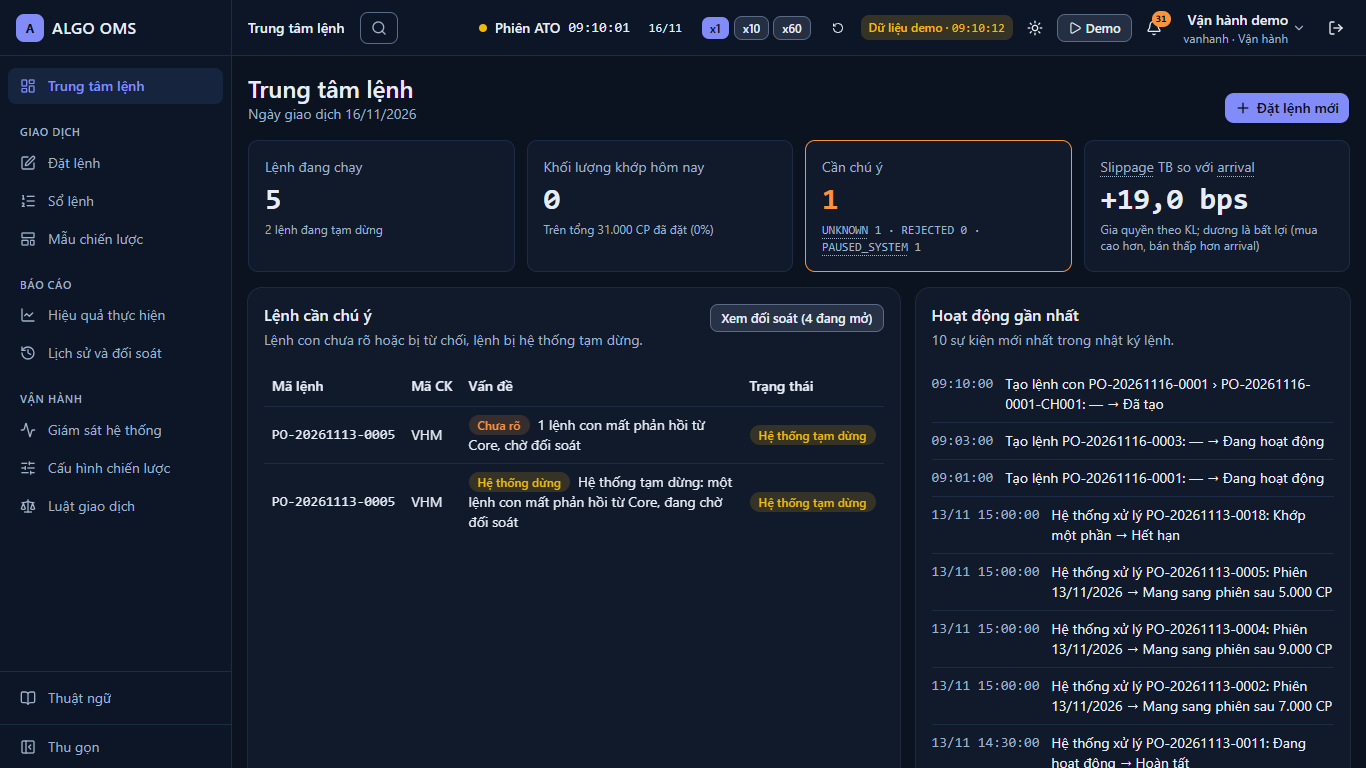 A ALGO OMS
Trung tâm lệnh
GIAO DỊCH
Đặt lệnh
Sổ lệnh
Mẫu chiến lược
BÁO CÁO
Hiệu quả thực hiện
Lịch sử và đối soát
VẬN HÀNH
Giám sát hệ thống
Cấu hình chiến lược
Luật giao dịch
Thuật ngữ
Thu gọn
Trung tâm lệnh
Phiên ATO 09:10:01 16/11
x1 x10 x60
Dữ liệu demo · 09:10:12
Demo
31
Vận hành demo
vanhanh · Vận hành
Trung tâm lệnh
Ngày giao dịch 16/11/2026
+ Đặt lệnh mới
Lệnh đang chạy
5
2 lệnh đang tạm dừng
Khối lượng khớp hôm nay
0
Trên tổng 31.000 CP đã đặt (0%)
Cần chú ý
1
UNKNOWN 1 · REJECTED 0 ·
PAUSED_SYSTEM 1
Slippage TB so với arrival
+19,0 bps
Gia quyền theo KL; dương là bất lợi (mua
cao hơn, bán thấp hơn arrival)
Lệnh cần chú ý
Lệnh con chưa rõ hoặc bị từ chối, lệnh bị hệ thống tạm dừng.
Xem đối soát (4 đang mở)
Mã lệnh Mã CK Vấn đề Trạng thái
PO-20261113-0005 VHM Chưa rõ 1 lệnh con mất phản hồi từ
Core, chờ đối soát
Hệ thống tạm dừng
PO-20261113-0005 VHM Hệ thống dừng Hệ thống tạm dừng: một
lệnh con mất phản hồi từ Core, đang chờ
đối soát
Hệ thống tạm dừng
Hoạt động gần nhất
10 sự kiện mới nhất trong nhật ký lệnh.
09:10:00 Tạo lệnh con PO-20261116-0001 › PO-20261116-
0001-CH001: — → Đã tạo
09:03:00 Tạo lệnh PO-20261116-0003: — → Đang hoạt động
09:01:00 Tạo lệnh PO-20261116-0001: — → Đang hoạt động
13/11 15:00:00 Hệ thống xử lý PO-20261113-0018: Khớp
một phần → Hết hạn
13/11 15:00:00 Hệ thống xử lý PO-20261113-0005: Phiên
13/11/2026 → Mang sang phiên sau 5.000 CP
13/11 15:00:00 Hệ thống xử lý PO-20261113-0004: Phiên
13/11/2026 → Mang sang phiên sau 9.000 CP
13/11 15:00:00 Hệ thống xử lý PO-20261113-0002: Phiên
13/11/2026 → Mang sang phiên sau 7.000 CP
13/11 14:30:00 Hệ thống xử lý PO-20261113-0011: Đang
hoạt động → Hoàn tất